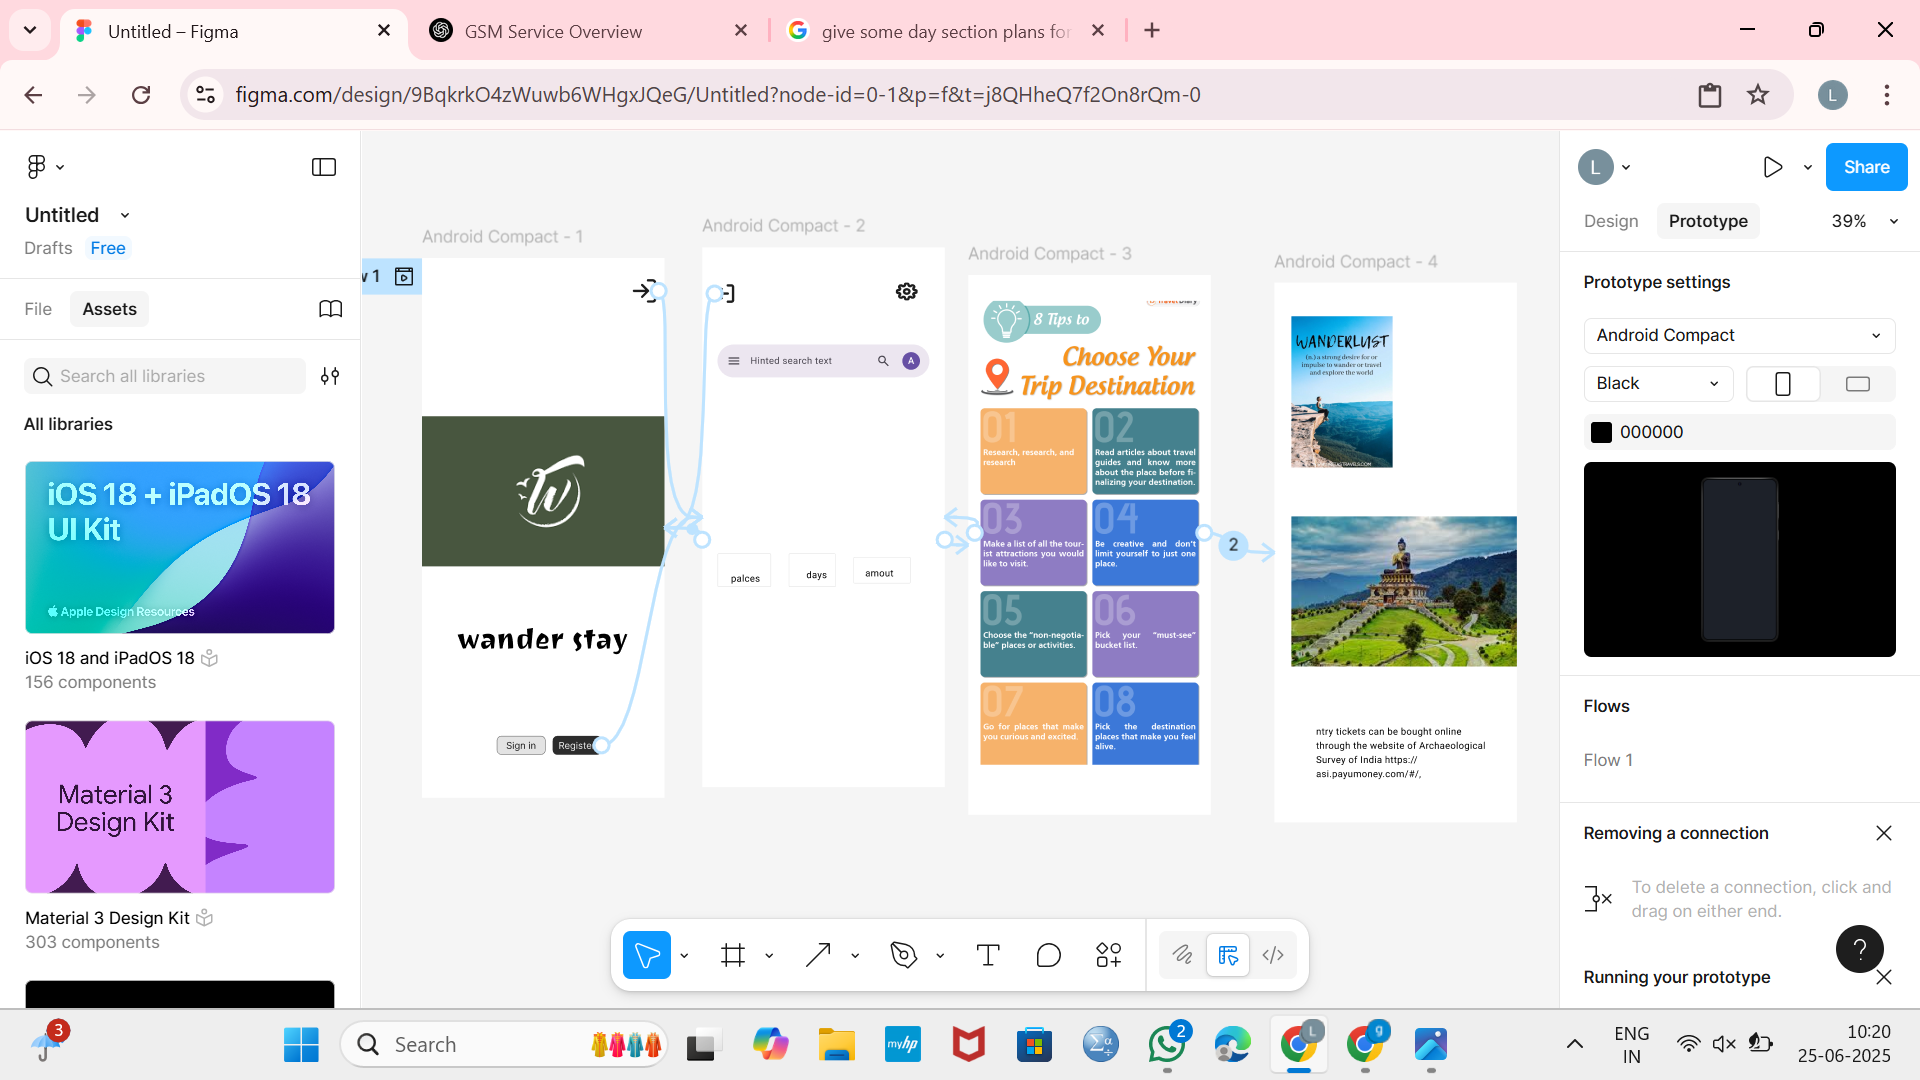 Untitled – Figma
GSM Service Overview
give some day section plans for
figma.com/design/9BqkrkO4zWuwb6WHgxJQeG/Untitled?node-id=0-1&p=f&t=j8QHheQ7f2On8rQm-0
L
Untitled
Drafts
Free
File
Assets
Search all libraries
All libraries
iOS 18 + iPadOS 18
UI Kit
Apple Design Resources
iOS 18 and iPadOS 18
156 components
Material 3
Design Kit
Material 3 Design Kit
303 components
Android Compact - 1
1
wander stay
Sign in
Register
Android Compact - 2
Hinted search text
A
palces
days
amout
Android Compact - 3
8 Tips to
Choose Your
Trip Destination
01
Research, research, and
research
02
Read articles about travel
guides and know more
about the place before fi-
nalizing your destination.
03
Make a list of all the tour-
ist attractions you would
like to visit.
04
Be creative and don't
limit yourself to just one
place.
05
Choose the "non-negotia-
ble" places or activities.
06
Pick your "must-see"
bucket list.
07
Go for places that make
you curious and excited.
08
Pick the destination
places that make you feel
alive.
2
Android Compact - 4
WANDERLUST
(n.) a strong desire for or
impulse to wander or travel
and explore the world
ntry tickets can be bought online
through the website of Archaeological
Survey of India https://
asi.payumoney.com/#/,
L
Share
Design
Prototype
39%
Prototype settings
Android Compact
Black
000000
Flows
Flow 1
Removing a connection
To delete a connection, click and
drag on either end.
?
Running your prototype
3
Search
myhp
Σα
2
L
g
ENG
IN
10:20
25-06-2025